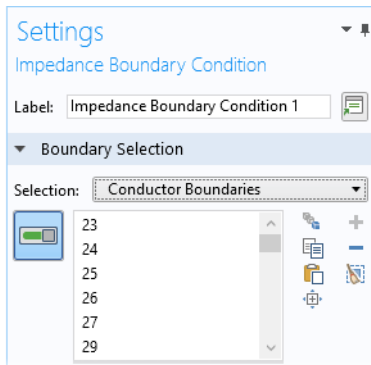 Settings
Impedance Boundary Condition
Label: Impedance Boundary Condition 1
Boundary Selection
Selection: Conductor Boundaries
23
24
25
26
27
29